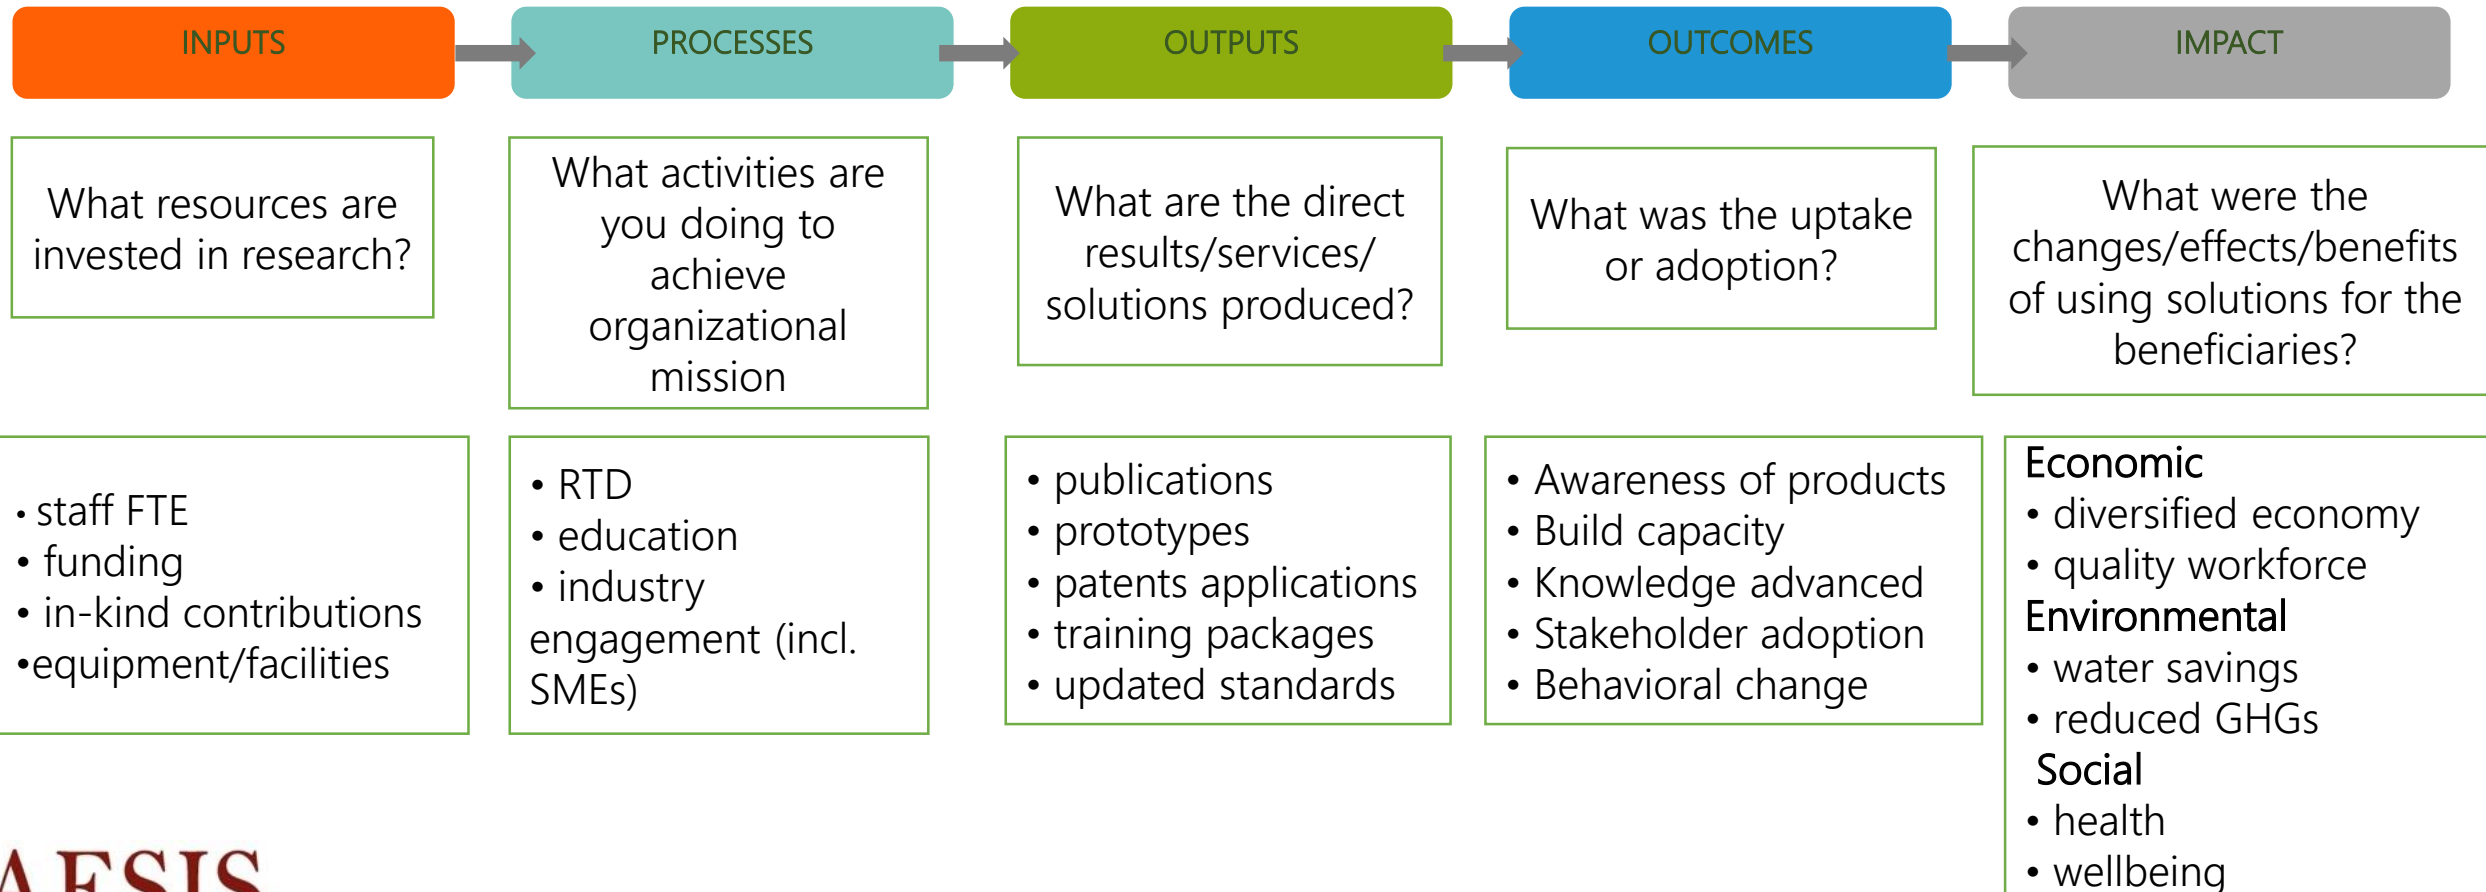 INPUTS
PROCESSES
OUTPUTS
OUTCOMES
IMPACT
What resources are
invested in research?
What activities are
you doing to
achieve
organizational
mission
What are the direct
results/services/
solutions produced?
What was the uptake
or adoption?
What were the
changes/effects/benefits
of using solutions for the
beneficiaries?
• staff FTE
• funding
• in-kind contributions
•equipment/facilities
• RTD
• education
• industry
engagement (incl.
SMEs)
• publications
• prototypes
• patents applications
• training packages
• updated standards
• Awareness of products
• Build capacity
• Knowledge advanced
• Stakeholder adoption
• Behavioral change
Economic
• diversified economy
• quality workforce
Environmental
• water savings
• reduced GHGs
Social
• health
• wellbeing
AESIS